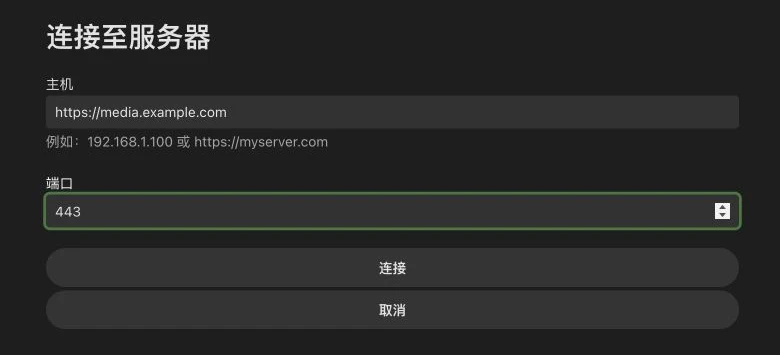 连接至服务器
主机
https://media.example.com
例如：192.168.1.100 或 https://myserver.com
端口
443
连接
取消